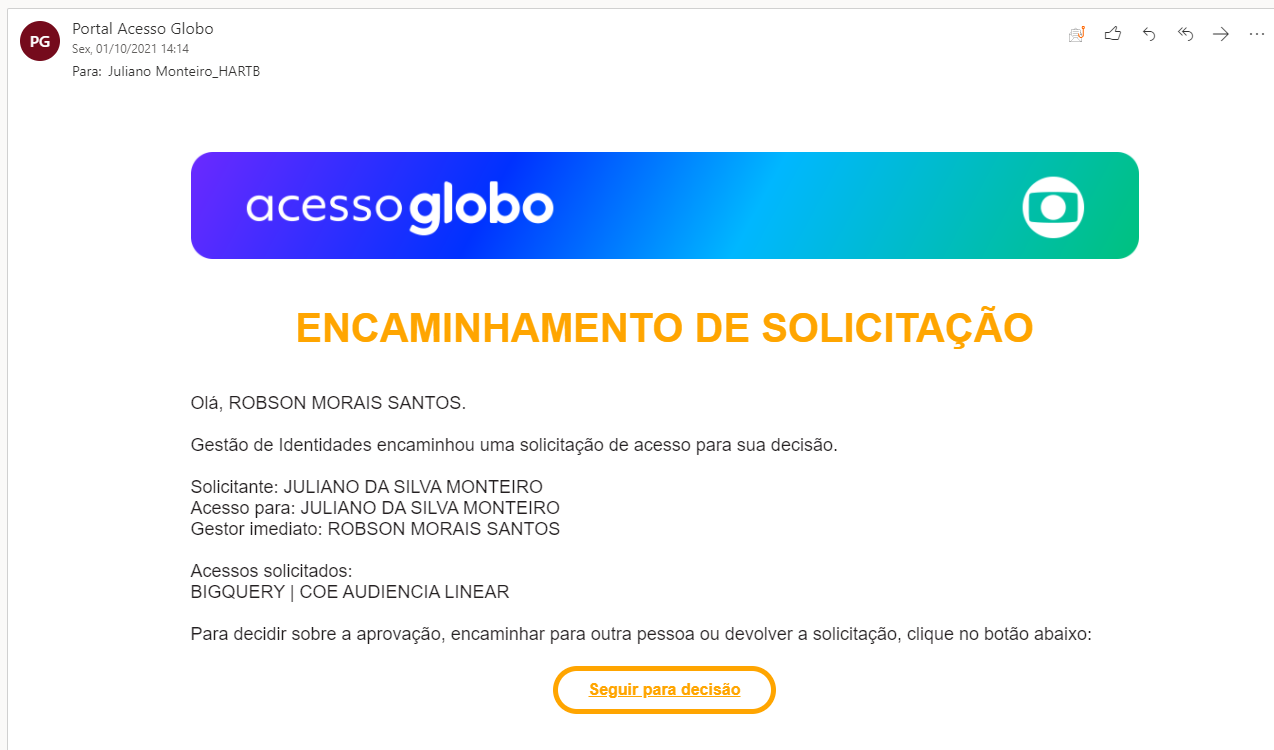 PG
Portal Acesso Globo
Sex, 01/10/2021 14:14
Para: Juliano Monteiro_HARTB
acessoglobo
ENCAMINHAMENTO DE SOLICITAÇÃO
Olá, ROBSON MORAIS SANTOS.
Gestão de Identidades encaminhou uma solicitação de acesso para sua decisão.
Solicitante: JULIANO DA SILVA MONTEIRO
Acesso para: JULIANO DA SILVA MONTEIRO
Gestor imediato: ROBSON MORAIS SANTOS
Acessos solicitados:
BIGQUERY | COE AUDIENCIA LINEAR
Para decidir sobre a aprovação, encaminhar para outra pessoa ou devolver a solicitação, clique no botão abaixo:
Seguir para decisão